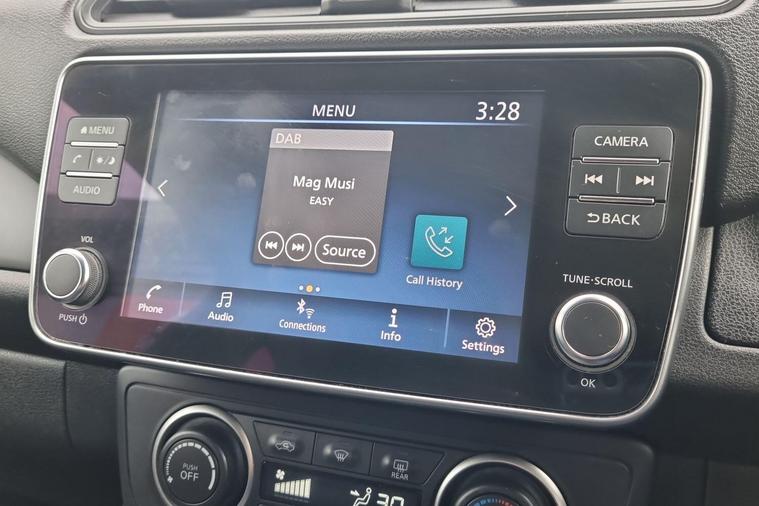 MENU
3:28
MENU
AUDIO
VOL
PUSH
DAB
Mag Musi
EASY
Source
Call History
Phone
Audio
Connections
Info
Settings
CAMERA
BACK
TUNE·SCROLL
OK
PUSH
OFF
REAR
30